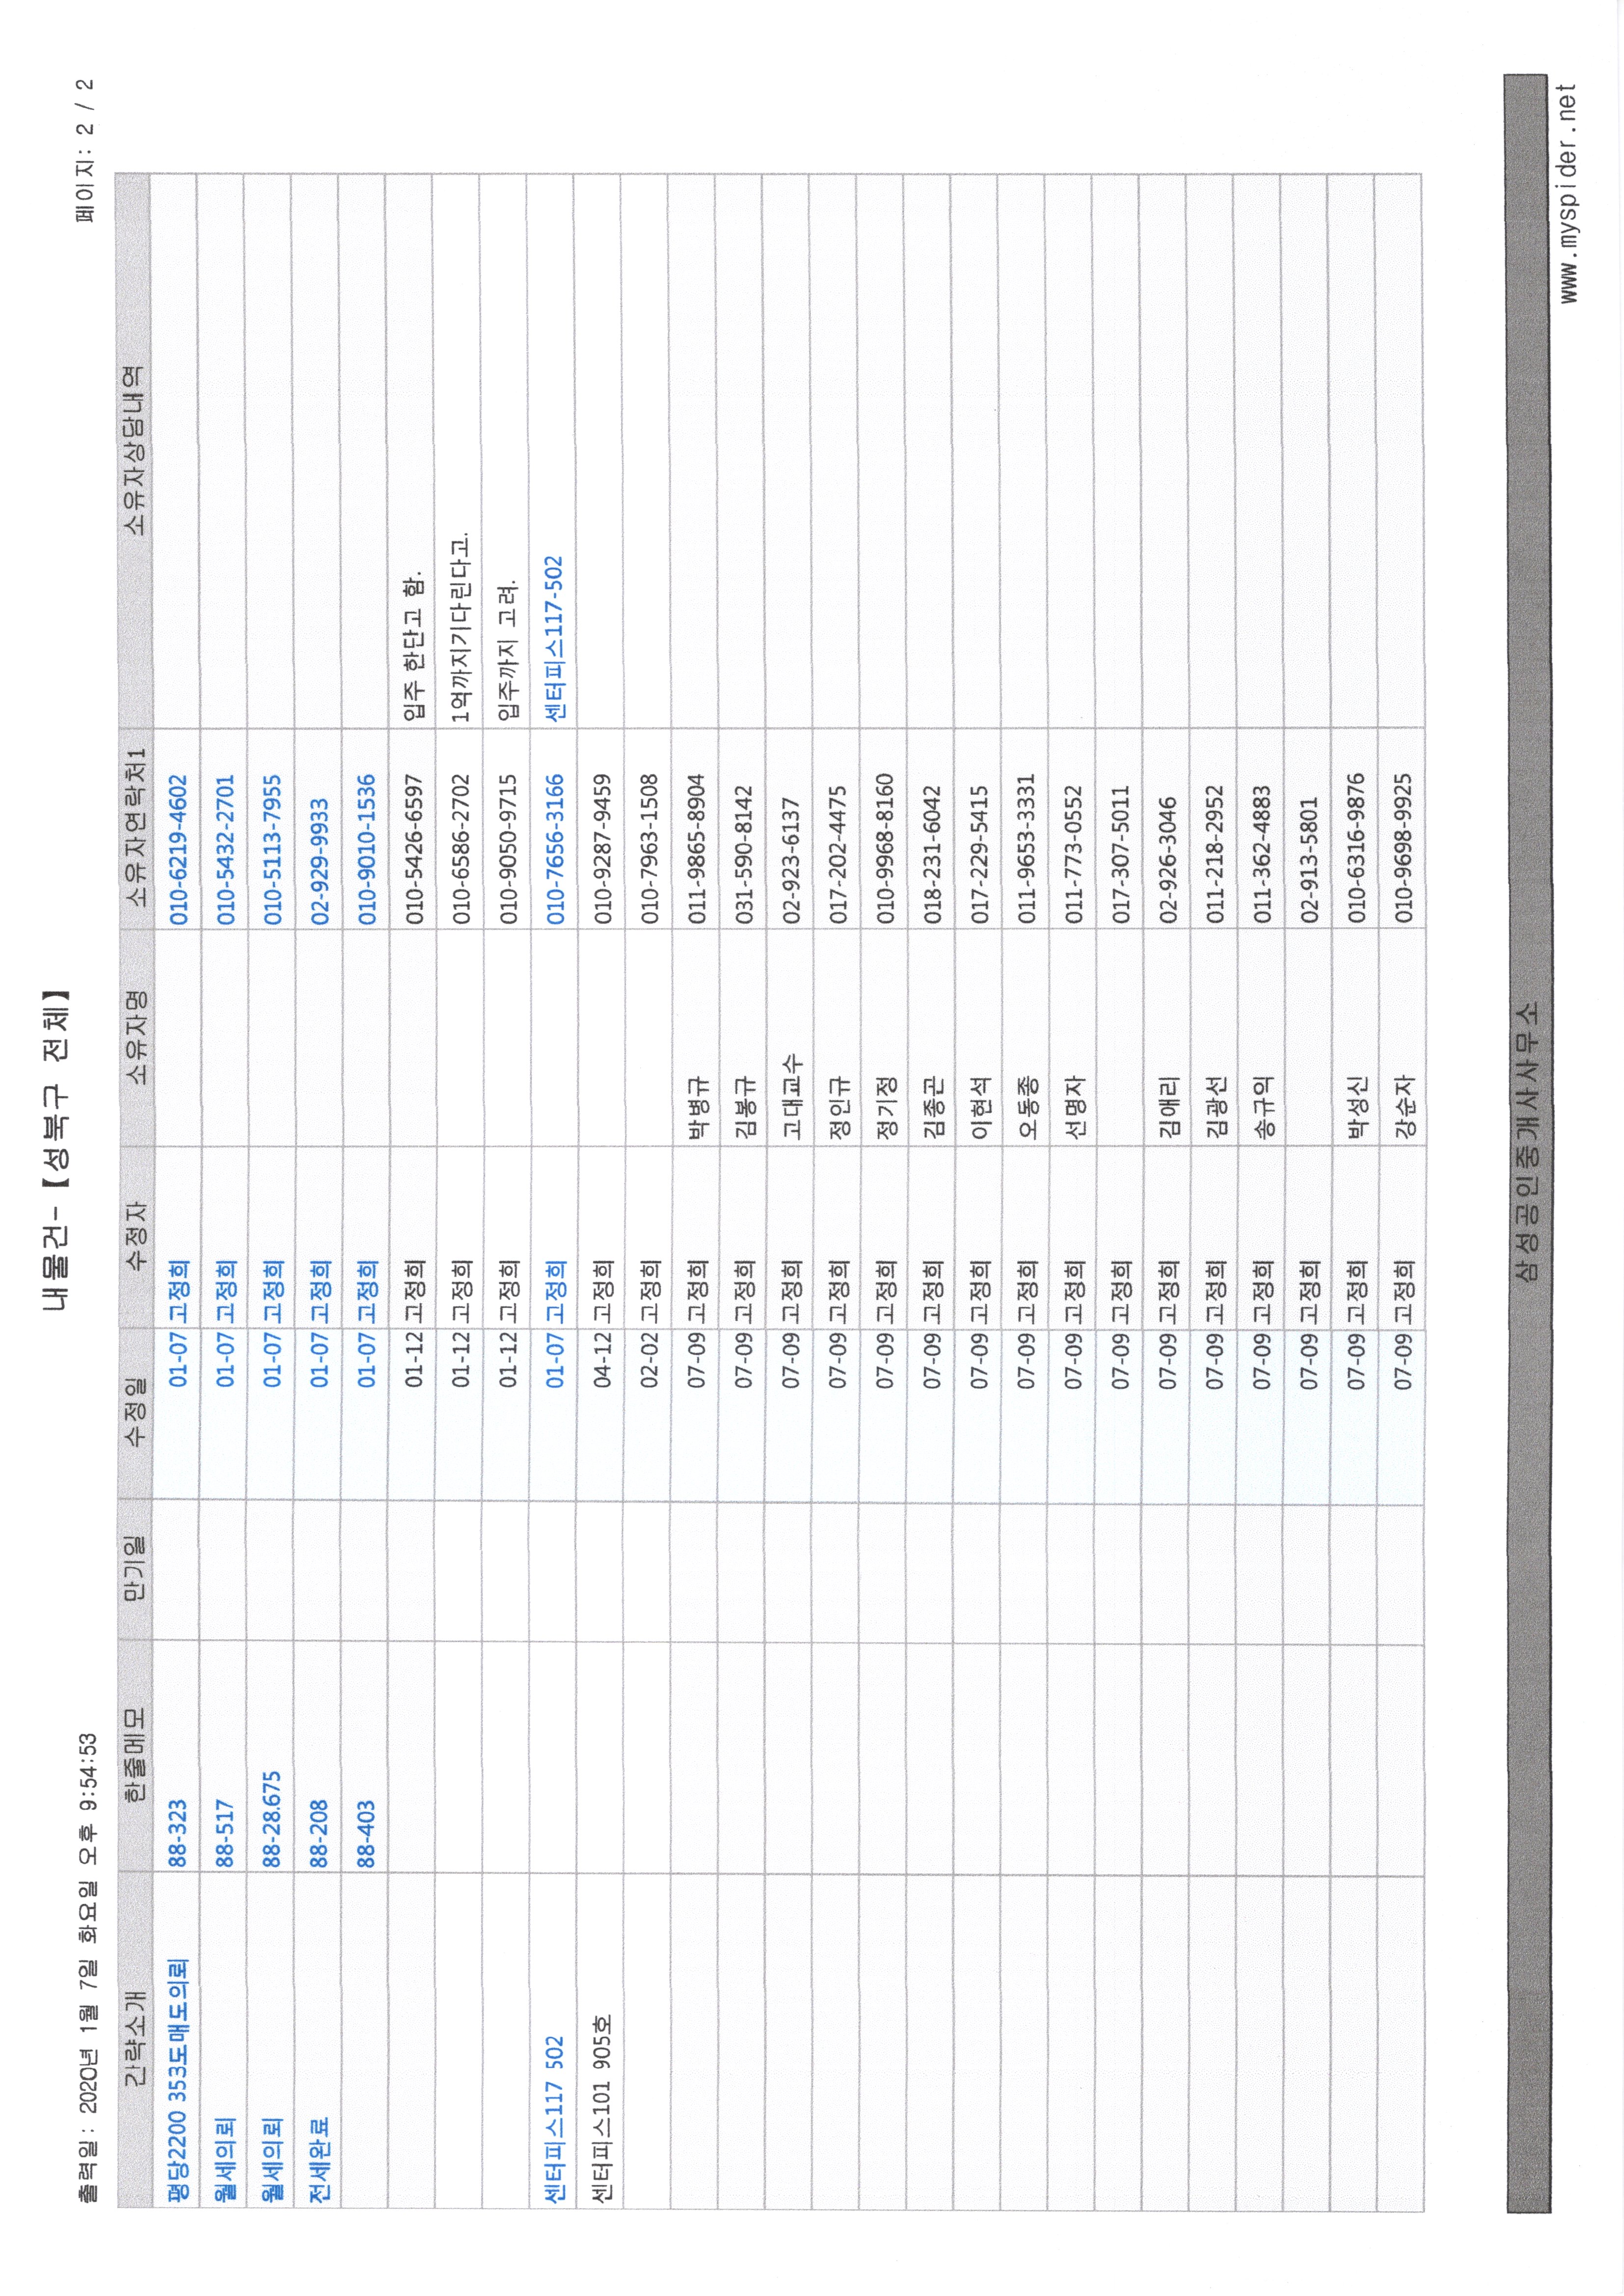 내물건-【성북구 전체】
출력일: 2020년 1월 7일 화요일 오후 9:54:53
페이지: 2 / 2
간략소개 한줄메모 만기일 수정일 수정자 소유자명 소유자연락처1 소유자상담내역
평당2200 353도매도의뢰 88-323 01-07 고정희 010-6219-4602
월세의뢰 88-517 01-07 고정희 010-5432-2701
월세의뢰 88-28.675 01-07 고정희 010-5113-7955
전세완료 88-208 01-07 고정희 02-929-9933
88-403 01-07 고정희 010-9010-1536
01-12 고정희 010-5426-6597 입주 한단고 함.
01-12 고정희 010-6586-2702 1억까지기다린다고.
01-12 고정희 010-9050-9715 입주까지 고려.
센터피스117 502 01-07 고정희 010-7656-3166 센터피스117-502
센터피스101 905호 04-12 고정희 010-9287-9459
02-02 고정희 010-7963-1508
07-09 고정희 박병규 011-9865-8904
07-09 고정희 김봉규 031-590-8142
07-09 고정희 고대교수 02-923-6137
07-09 고정희 정인규 017-202-4475
07-09 고정희 정기정 010-9968-8160
07-09 고정희 김종곤 018-231-6042
07-09 고정희 이현석 017-229-5415
07-09 고정희 오동종 011-9653-3331
07-09 고정희 선명자 011-773-0552
07-09 고정희 017-307-5011
07-09 고정희 김애리 02-926-3046
07-09 고정희 김광선 011-218-2952
07-09 고정희 송규익 011-362-4883
07-09 고정희 02-913-5801
07-09 고정희 박성신 010-6316-9876
07-09 고정희 강순자 010-9698-9925
삼성공인중개사사무소
www.myspider.net